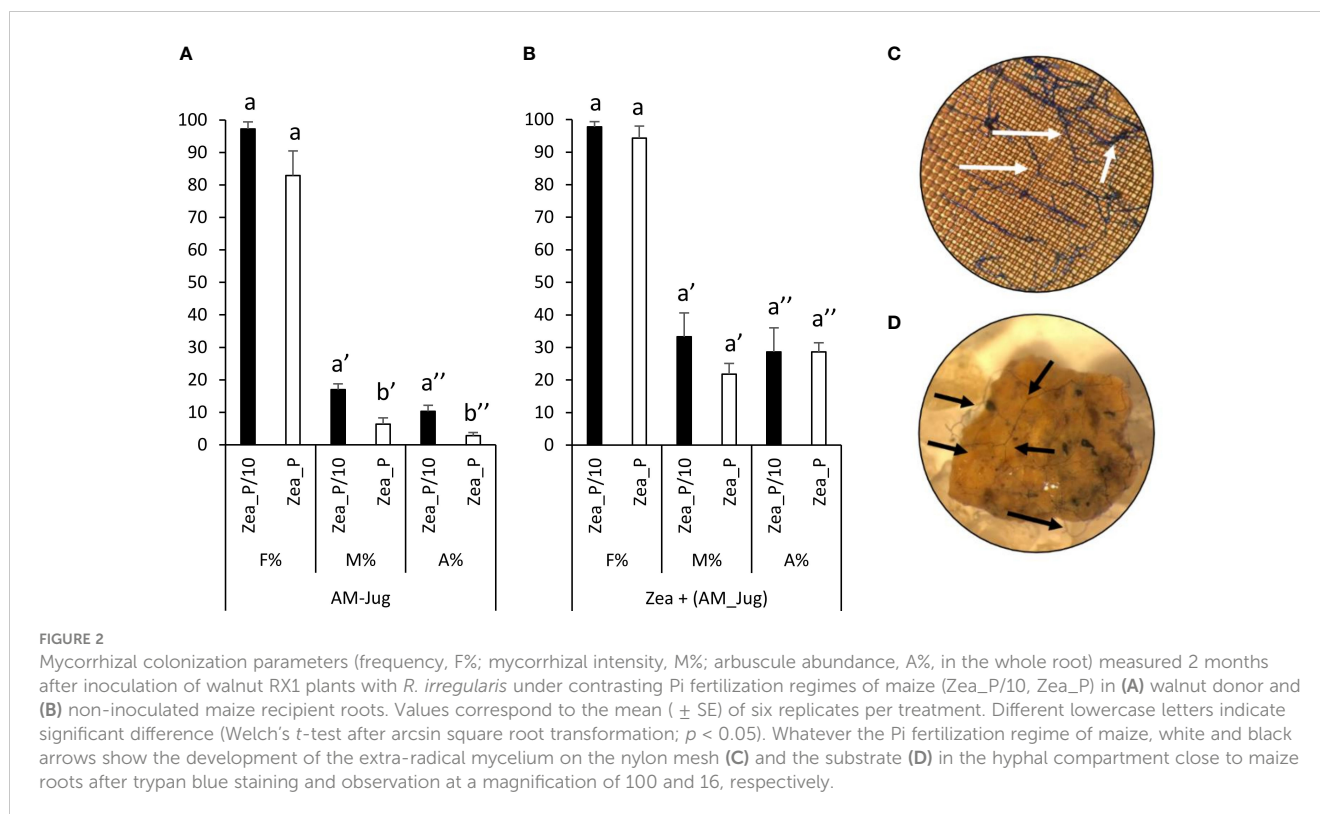 A
B
C
a
a
a
a
100
90
80
70
60
50
40
30
20
10
0
a’
b’
a’’
b’’
100
90
80
70
60
50
40
30
20
10
0
a’
a’
a’’
a’’
D
Zea_P/10
Zea_P
Zea_P/10
Zea_P
Zea_P/10
Zea_P
Zea_P/10
Zea_P
Zea_P/10
Zea_P
Zea_P/10
Zea_P
F%
M%
A%
F%
M%
A%
AM-Jug
Zea + (AM_Jug)
FIGURE 2
Mycorrhizal colonization parameters (frequency, F%; mycorrhizal intensity, M%; arbuscule abundance, A%, in the whole root) measured 2 months
after inoculation of walnut RX1 plants with R. irregularis under contrasting Pi fertilization regimes of maize (Zea_P/10, Zea_P) in (A) walnut donor and
(B) non-inoculated maize recipient roots. Values correspond to the mean ( ± SE) of six replicates per treatment. Different lowercase letters indicate
significant difference (Welch’s t-test after arcsin square root transformation; p < 0.05). Whatever the Pi fertilization regime of maize, white and black
arrows show the development of the extra-radical mycelium on the nylon mesh (C) and the substrate (D) in the hyphal compartment close to maize
roots after trypan blue staining and observation at a magnification of 100 and 16, respectively.